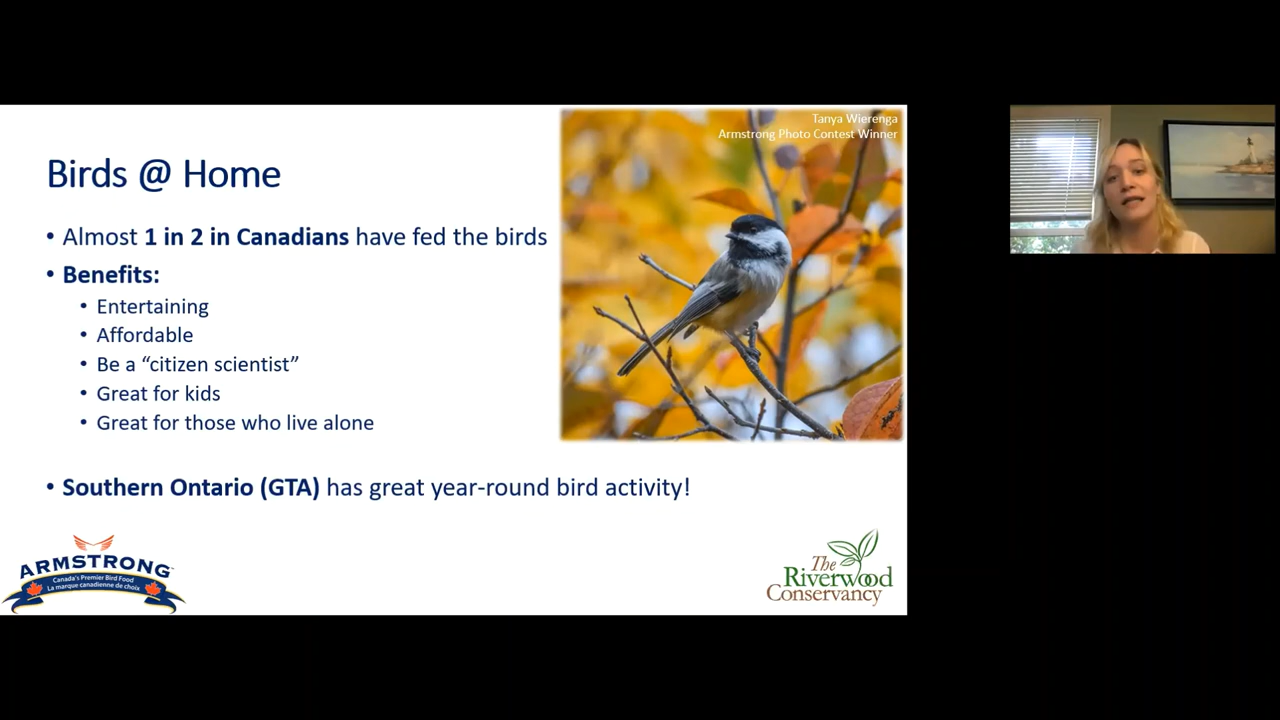 Tanya Wierenga
Armstrong Photo Contest Winner
Birds @ Home
• Almost 1 in 2 in Canadians have fed the birds
• Benefits:
• Entertaining
• Affordable
• Be a “citizen scientist”
• Great for kids
• Great for those who live alone
• Southern Ontario (GTA) has great year-round bird activity!
ARMSTRONG
Canada's Premier Bird Food
La marque canadienne de choix
The
Riverwood
Conservancy